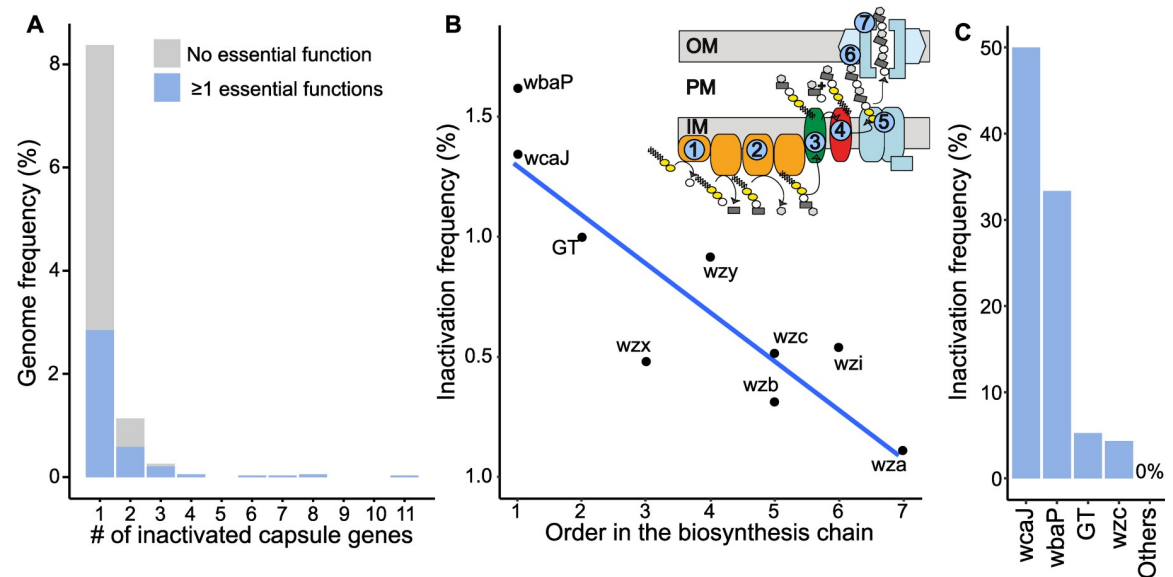 A
Genome frequency (%)
8
6
4
2
0
No essential function
≥1 essential functions
1 2 3 4 5 6 7 8 9 10 11
# of inactivated capsule genes
B
Inactivation frequency (%)
1.5
1.0
0.5
1.0
wbaP
wcaJ
GT
wzx
wzy
wzc
wzb
wzi
wza
1 2 3 4 5 6 7
Order in the biosynthesis chain
OM
PM
IM
7
6
+
1
2
3
4
5
C
Inactivation frequency (%)
50
40
30
20
10
0
0%
wcaJ
wbaP
GT
wzc
Others